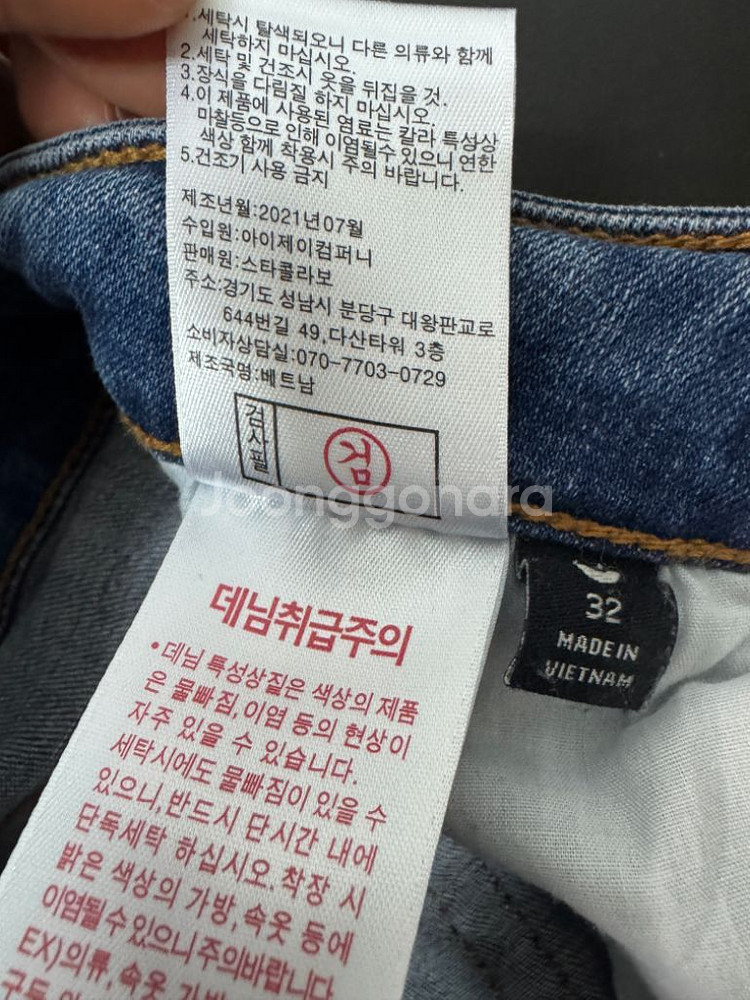 1.세탁시 탈색되오니 다른 의류와 함께
세탁하지 마십시오.
2.세탁 및 건조시 옷을 뒤집을 것.
3.장식을 다림질 하지 마십시오.
4.이 제품에 사용된 염료는 칼라 특성상
마찰등으로 인해 이염될수 있으니 연한
색상 함께 착용시 주의 바랍니다.
5.건조기 사용 금지
제조년월:2021년07월
수입원:아이제이컴퍼니
판매원:스타콜라보
주소:경기도 성남시 분당구 대왕판교로
644번길 49,다산타워 3층
소비자상담실:070-7703-0729
제조국명:베트남
검사필
검
Joonggonara
데님취급주의
•데님 특성상질은 색상의 제품
은 물빠짐,이염 등의 현상이
자주 있을 수 있습니다.
세탁시에도 물빠짐이 있을 수
있으니,반드시 단시간 내에
단독세탁 하십시오. 착장 시
밝은 색상의 가방,속옷 등에
이염될수 있으니 주의바랍니다.
EX)의류, 속옷 가방
32
MADE IN
VIETNAM